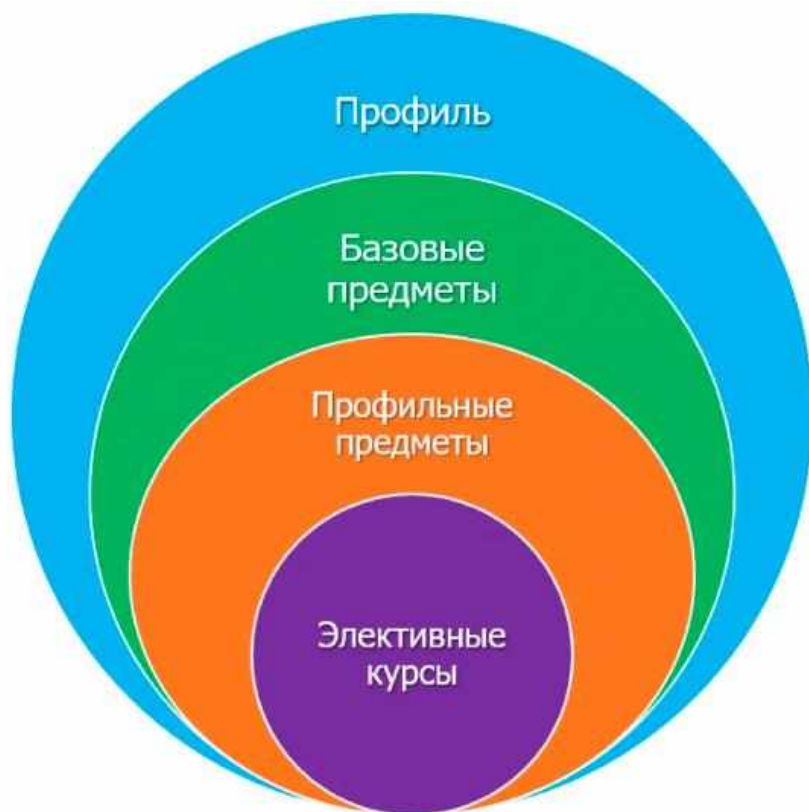 Профиль
Базовые
предметы
Профильные
предметы
Элективные
курсы